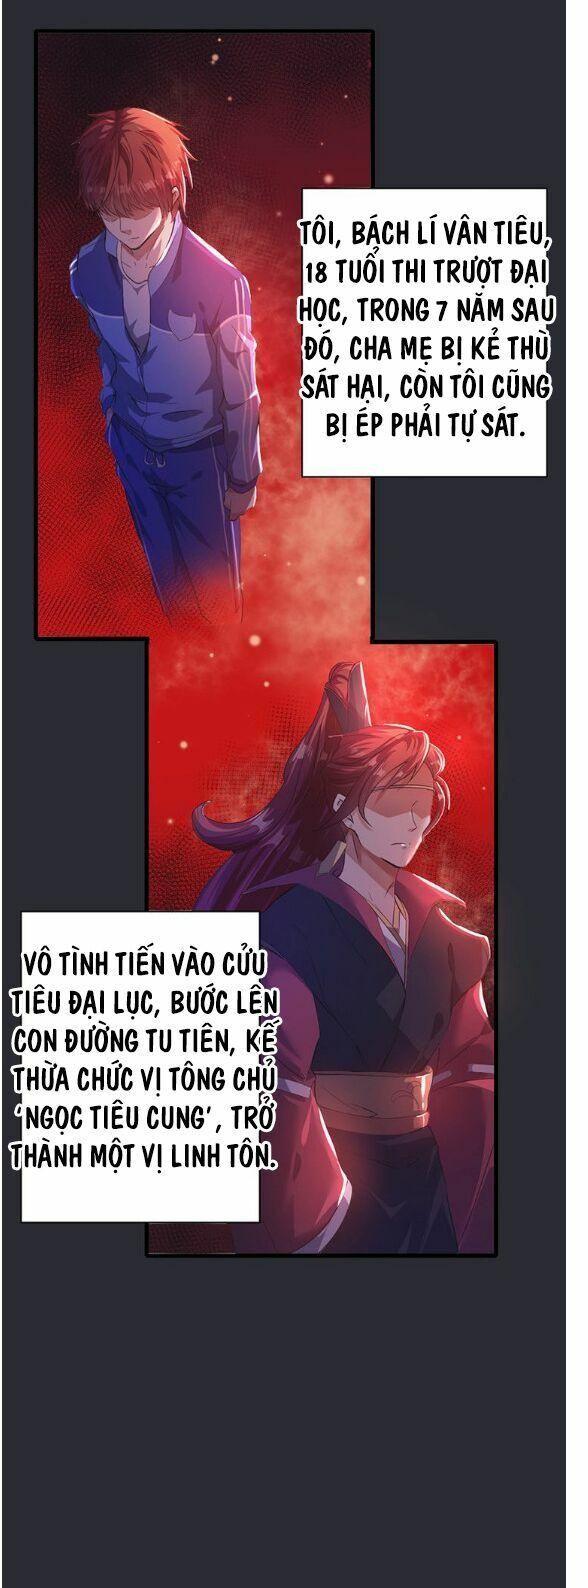 TÔI, BÁCH LÍ VÂN TIÊU,
18 TUỔI THI TRƯỢT ĐẠI
HỌC, TRONG 7 NĂM SAU
ĐÓ, CHA MẸ BỊ KẺ THÙ
SÁT HẠI, CÒN TÔI CŨNG
BỊ ÉP PHẢI TỰ SÁT.
VÔ TÌNH TIẾN VÀO CỬU
TIÊU ĐẠI LỤC, BƯỚC LÊN
CON ĐƯỜNG TU TIÊN, KẾ
THỪA CHỨC VỊ TÔNG CHỦ
'NGỌC TIÊU CUNG', TRỞ
THÀNH MỘT VỊ LINH TÔN.